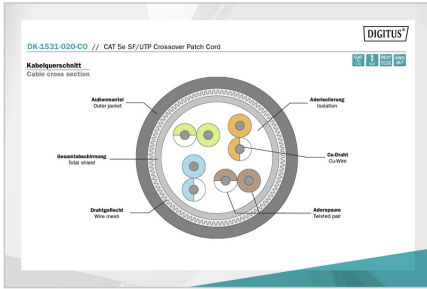 DIGITUS®
DK-1531-020-CO // CAT 5e SF/UTP Crossover Patch Cord
Kabelquerschnitt
Cable cross section
Außenmantel
Outer jacket
Aderisolierung
Isolation
Gesamtabschirmung
Total shield
Cu-Draht
Cu-Wire
Drahtgeflecht
Wire mesh
Aderspaare
Twisted pair